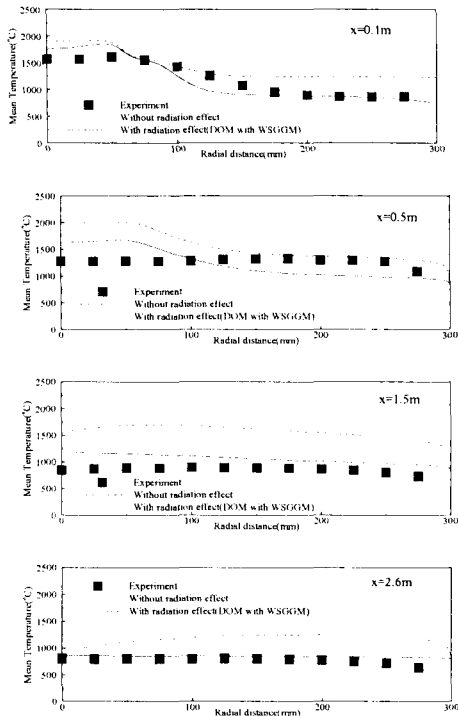 2500
x=0.1m
2000
1500
1000
500
0
Mean Temperature(°C)
Experiment
Without radiation effect
With radiation effect(DOM with WSGGM)
0 100 200 300
Radial distance(mm)
2500
x=0.5m
2000
1500
1000
500
0
Mean Temperature(°C)
Experiment
Without radiation effect
With radiation effect(DOM with WSGGM)
0 100 200 300
Radial distance(mm)
2500
x=1.5m
2000
1500
1000
500
0
Mean Temperature(°C)
Experiment
Without radiation effect
With radiation effect(DOM with WSGGM)
0 100 200 300
Radial distance(mm)
2500
x=2.6m
2000
1500
1000
500
0
Mean Temperature(°C)
Experiment
Without radiation effect
With radiation effect(DOM with WSGGM)
0 100 200 300
Radial distance(mm)